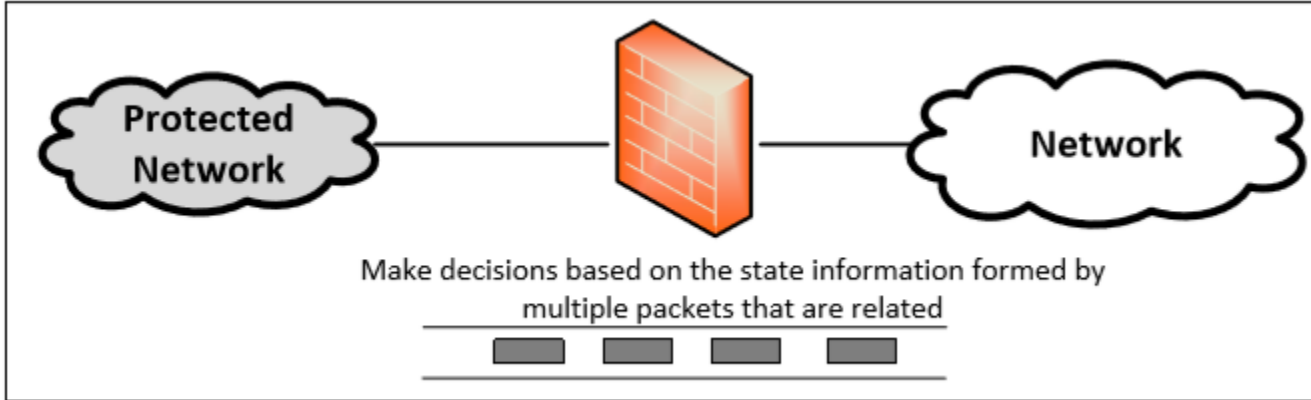 Protected
Network
Network
Make decisions based on the state information formed by
multiple packets that are related